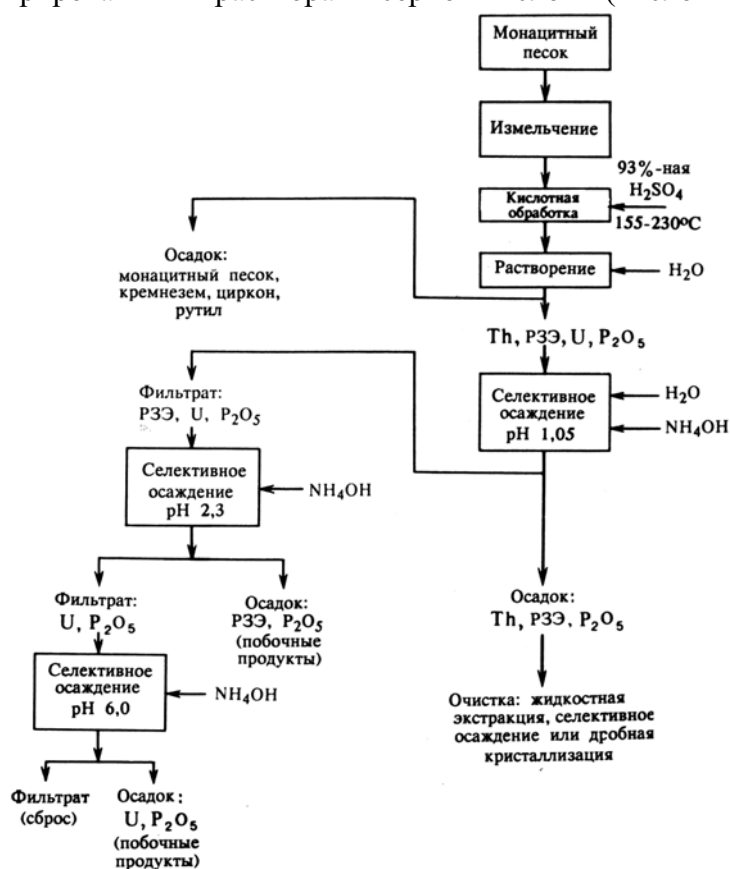 Монацитный
песок
Измельчение
93%-ная
H₂SO₄
Кислотная
обработка
155-230°C
Осадок:
монацитный песок,
кремнезем, циркон,
рутил
Растворение
H₂O
Th, РЗЭ, U, P₂O₅
Фильтрат:
РЗЭ, U, P₂O₅
Селективное
осаждение
pH 1,05
H₂O
NH₄OH
Селективное
осаждение
pH 2,3
NH₄OH
Фильтрат:
U, P₂O₅
Осадок:
РЗЭ, P₂O₅
(побочные
продукты)
Осадок:
Th, РЗЭ, P₂O₅
Селективное
осаждение
pH 6,0
NH₄OH
Очистка: жидкостная
экстракция, селективное
осаждение или дробная
кристаллизация
Фильтрат
(сброс)
Осадок:
U, P₂O₅
(побочные
продукты)